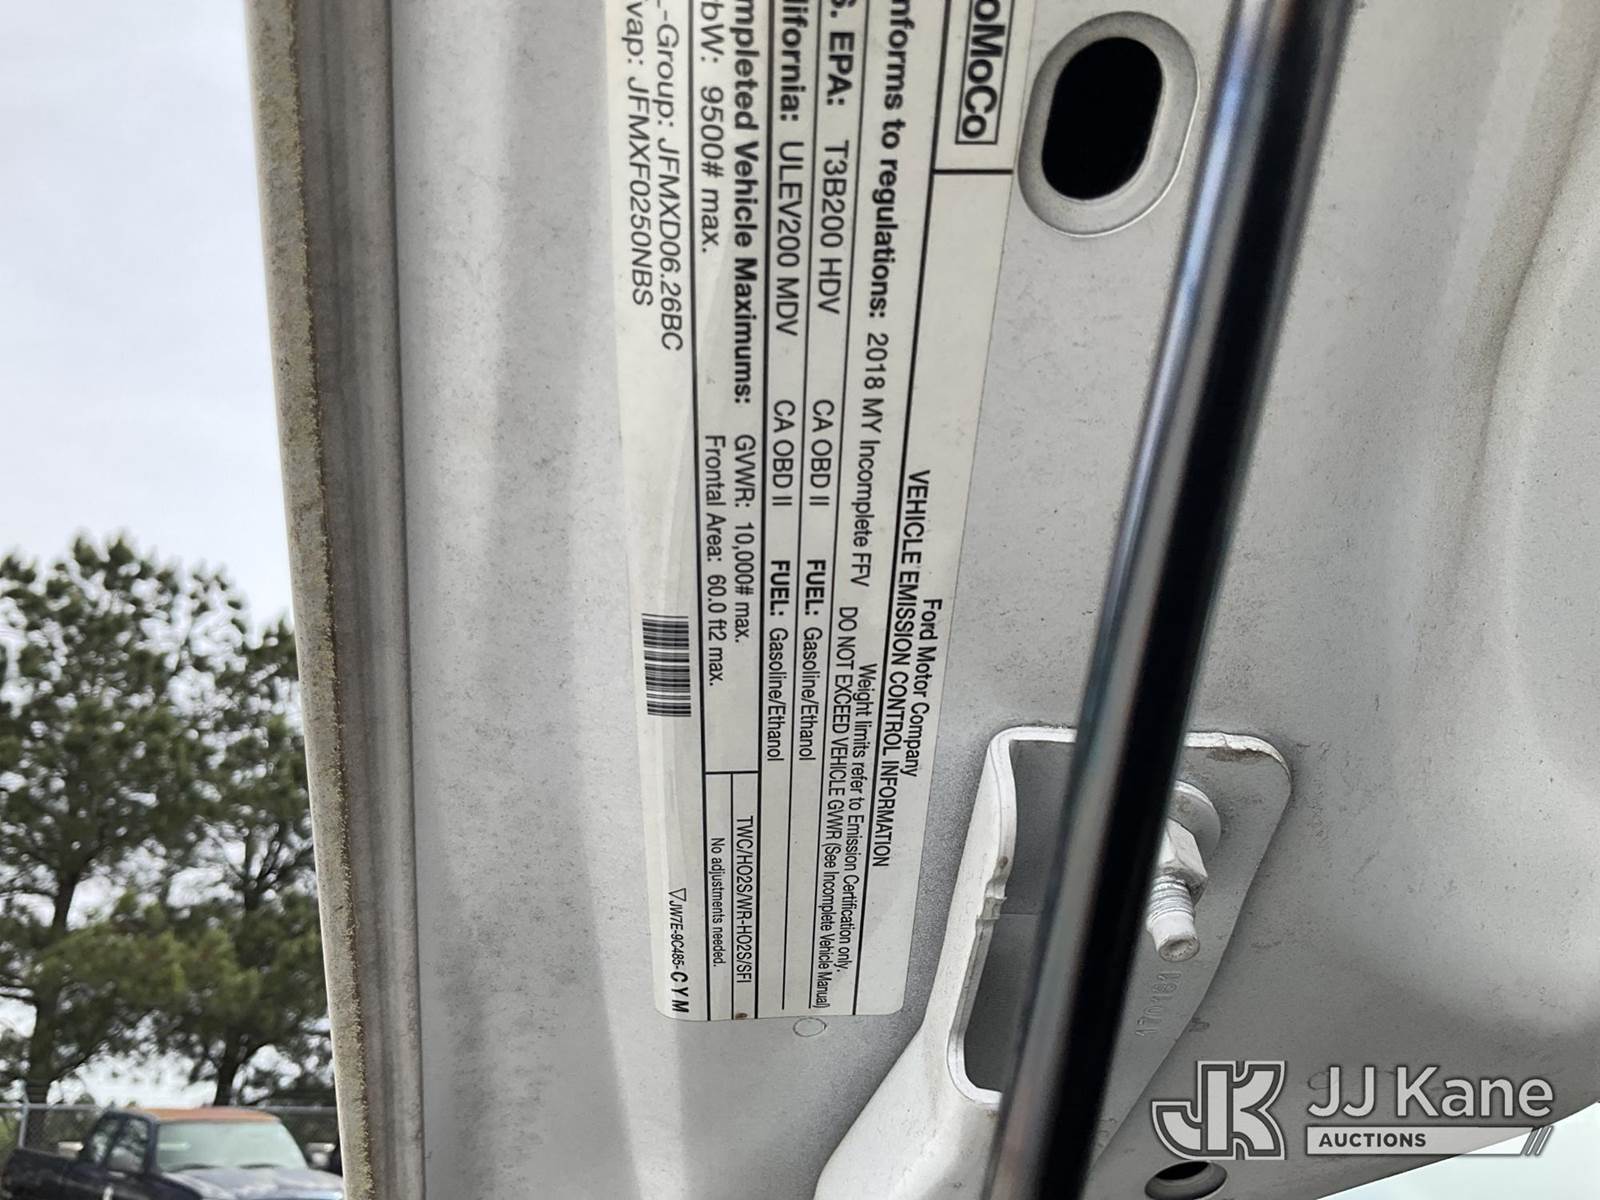 oMoCo
Ford Motor Company
VEHICLE EMISSION CONTROL INFORMATION
nforms to regulations: 2018 MY Incomplete FFV
Weight limits refer to Emission Certification only.
DO NOT EXCEED VEHICLE GVWR (See Incomplete Vehicle Manual)
S. EPA: T3B200 HDV CA OBD II FUEL: Gasoline/Ethanol
lifornia: ULEV200 MDV CA OBD II FUEL: Gasoline/Ethanol
mpleted Vehicle Maximums: GVWR: 10,000# max.
rbW: 9500# max. Frontal Area: 60.0 ft2 max.
TWC/HO2S/WR-HO2S/SFI
No adjustments needed.
-Group: JFMXD06.26BC
vap: JFMXF0250NBS
JW7E-9C485-CYM
JK
JJ Kane
AUCTIONS